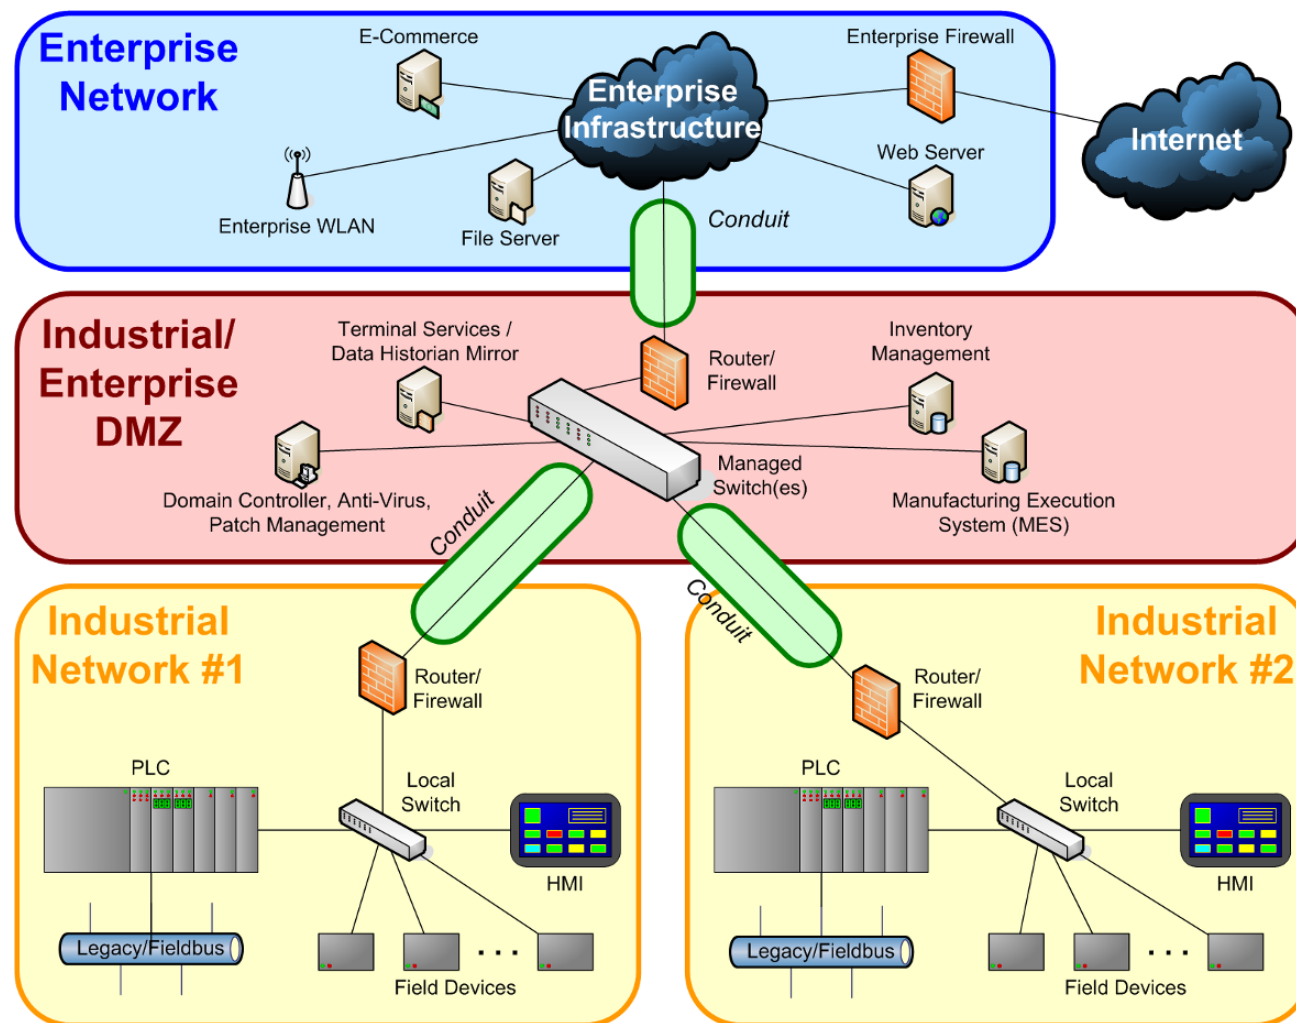 Enterprise
Network
E-Commerce
Enterprise Firewall
Enterprise
Infrastructure
Internet
Web Server
Enterprise WLAN
File Server
Conduit
Industrial/
Enterprise
DMZ
Terminal Services /
Data Historian Mirror
Router/
Firewall
Inventory
Management
Managed
Switch(es)
Domain Controller, Anti-Virus,
Patch Management
Manufacturing Execution
System (MES)
Conduit
Conduit
Industrial
Network #1
Router/
Firewall
PLC
Local
Switch
HMI
Legacy/Fieldbus
. . .
Field Devices
Industrial
Network #2
Router/
Firewall
PLC
Local
Switch
HMI
Legacy/Fieldbus
. . .
Field Devices